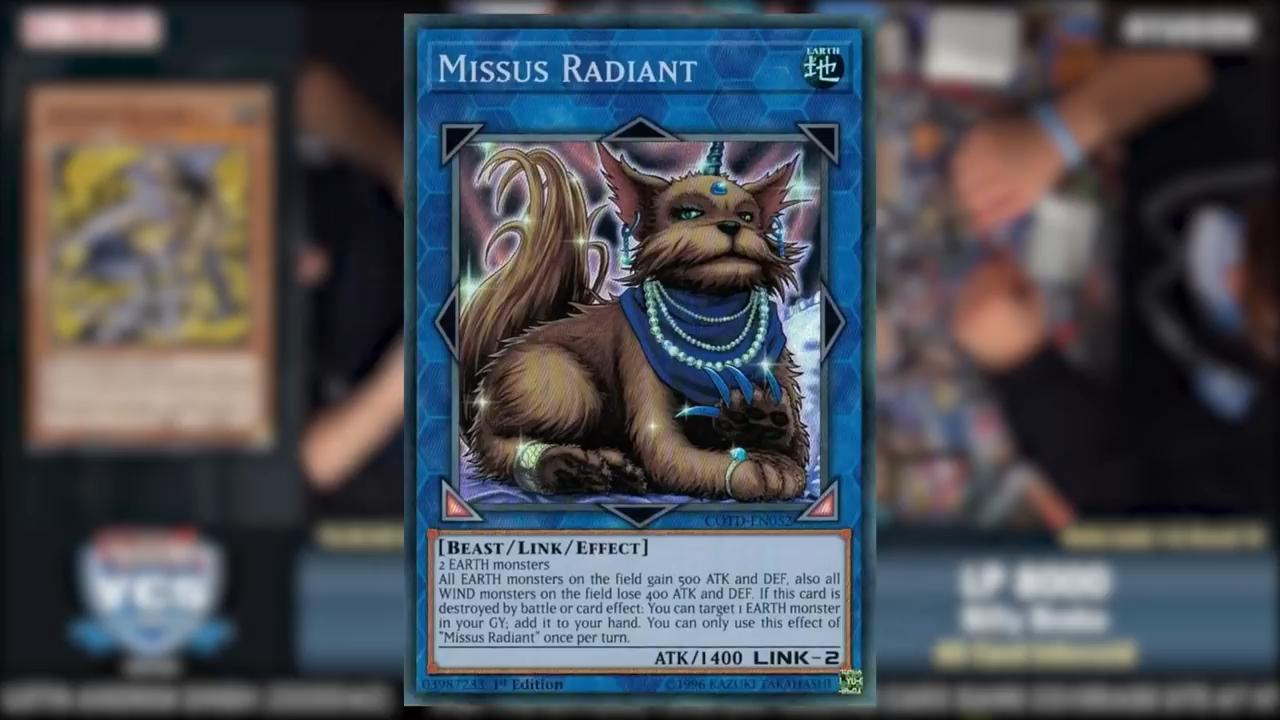 MISSUS RADIANT
EARTH
地
COTD-EN052
[BEAST/LINK/EFFECT]
2 EARTH monsters
All EARTH monsters on the field gain 500 ATK and DEF, also all
WIND monsters on the field lose 400 ATK and DEF. If this card is
destroyed by battle or card effect: You can target 1 EARTH monster
in your GY; add it to your hand. You can only use this effect of
"Missus Radiant" once per turn.
ATK/1400 LINK-2
03987233 1st Edition
©1996 KAZUKI TAKAHASHI
YCS
LP 8000